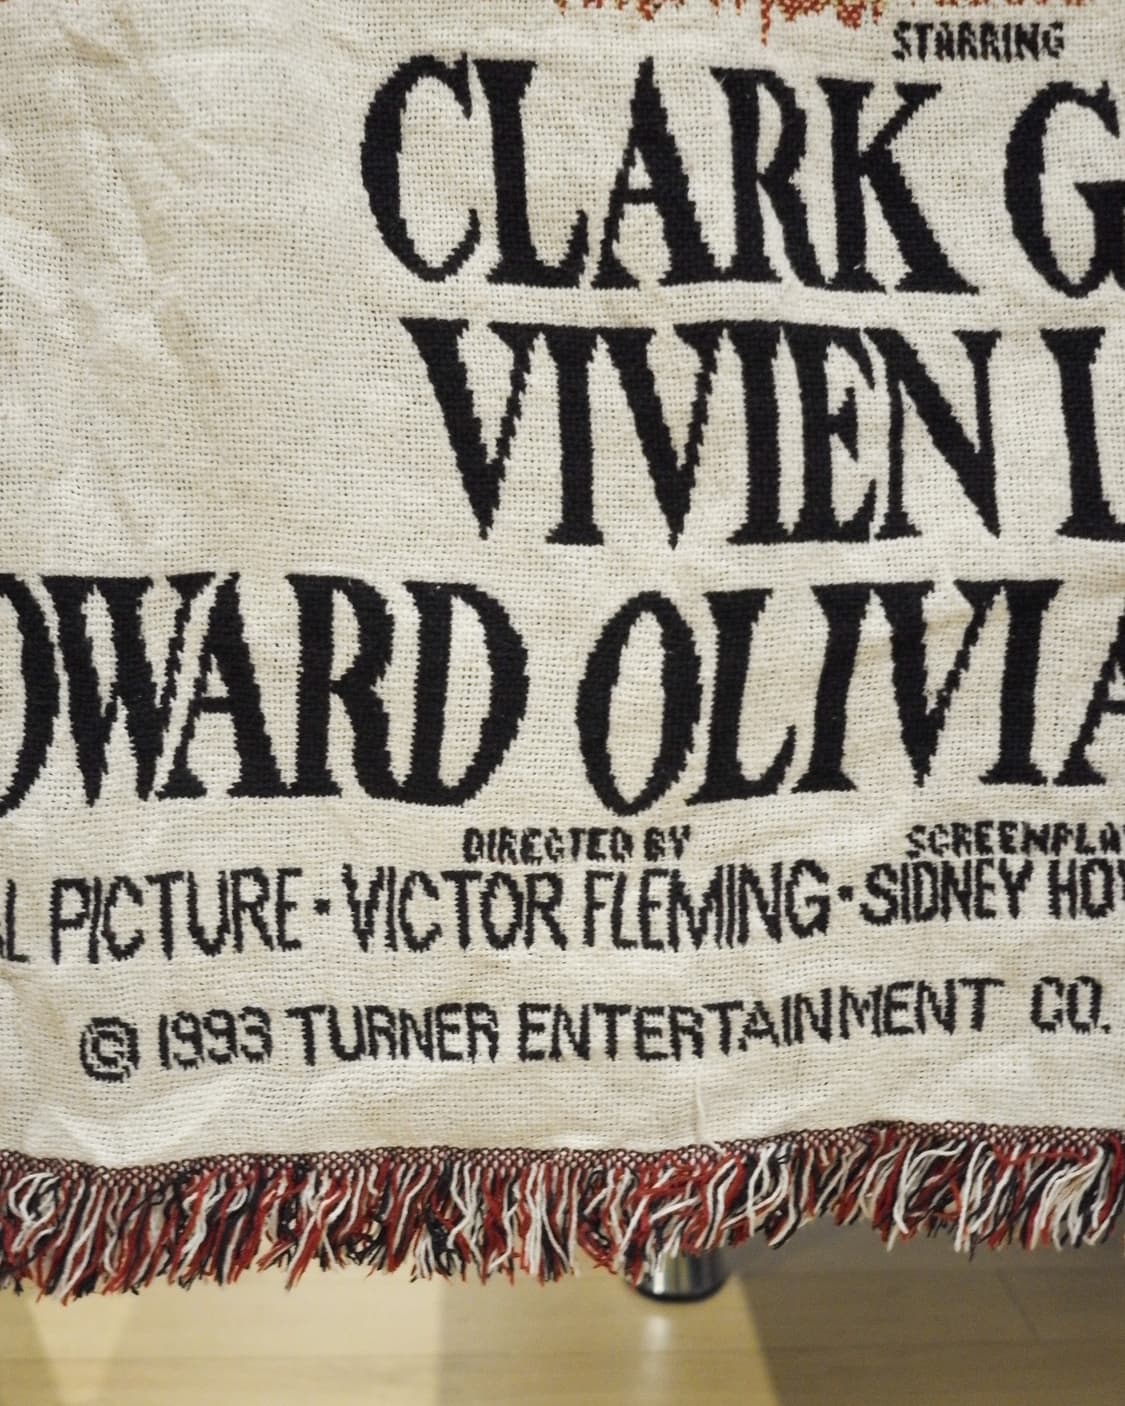 STARRING
CLARK G
VIVIEN L
OWARD OLIVIA
DIRECTED BY SCREENPLA
L PICTURE · VICTOR FLEMING · SIDNEY HO
© 1993 TURNER ENTERTAINMENT CO.